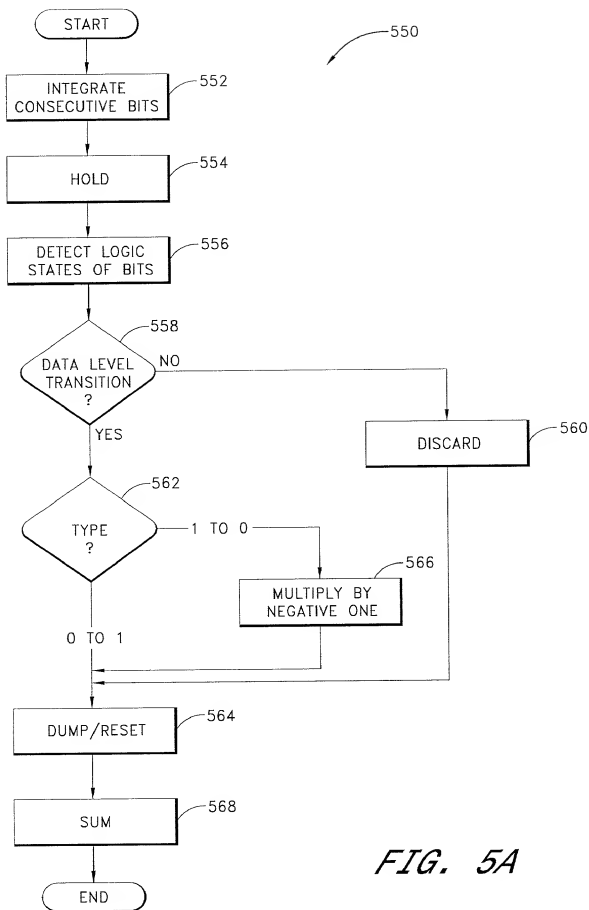 START
550
INTEGRATE
CONSECUTIVE BITS
552
HOLD
554
DETECT LOGIC
STATES OF BITS
556
558
DATA LEVEL
TRANSITION
?
NO
YES
DISCARD
560
562
TYPE
?
1 TO 0
566
MULTIPLY BY
NEGATIVE ONE
0 TO 1
DUMP/RESET
564
SUM
568
END
FIG. 5A